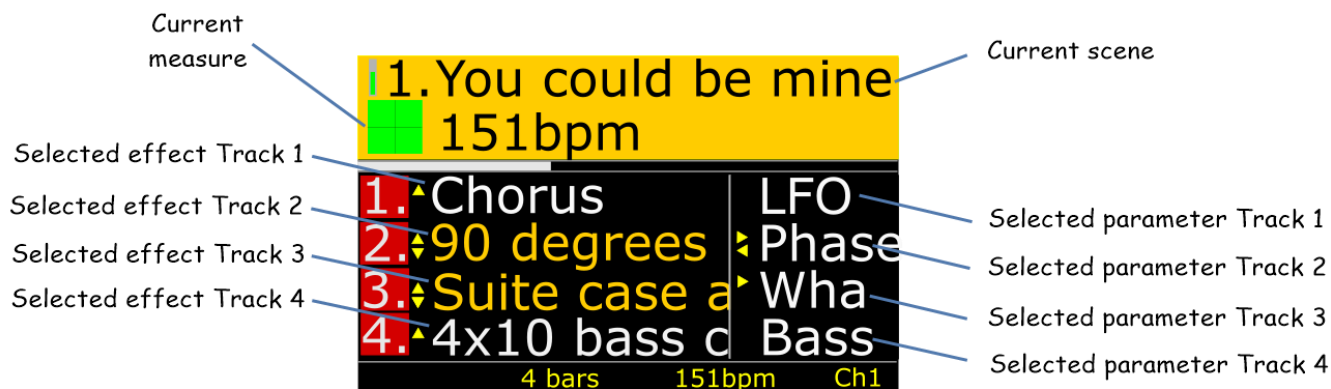 Current
measure
Current scene
1.You could be mine
151bpm
Selected effect Track 1
Selected effect Track 2
Selected effect Track 3
Selected effect Track 4
1. Chorus LFO
2. 90 degrees Phase
3. Suite case a Wha
4. 4x10 bass c Bass
4 bars 151bpm Ch1
Selected parameter Track 1
Selected parameter Track 2
Selected parameter Track 3
Selected parameter Track 4